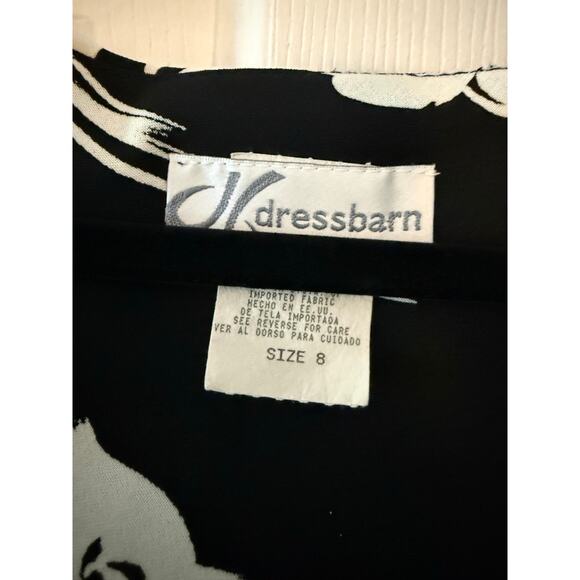 dressbarn
IMPORTED FABRIC
HECHO EN EE.UU.
DE TELA IMPORTADA
SEE REVERSE FOR CARE
VER AL DORSO PARA CUIDADO
SIZE 8